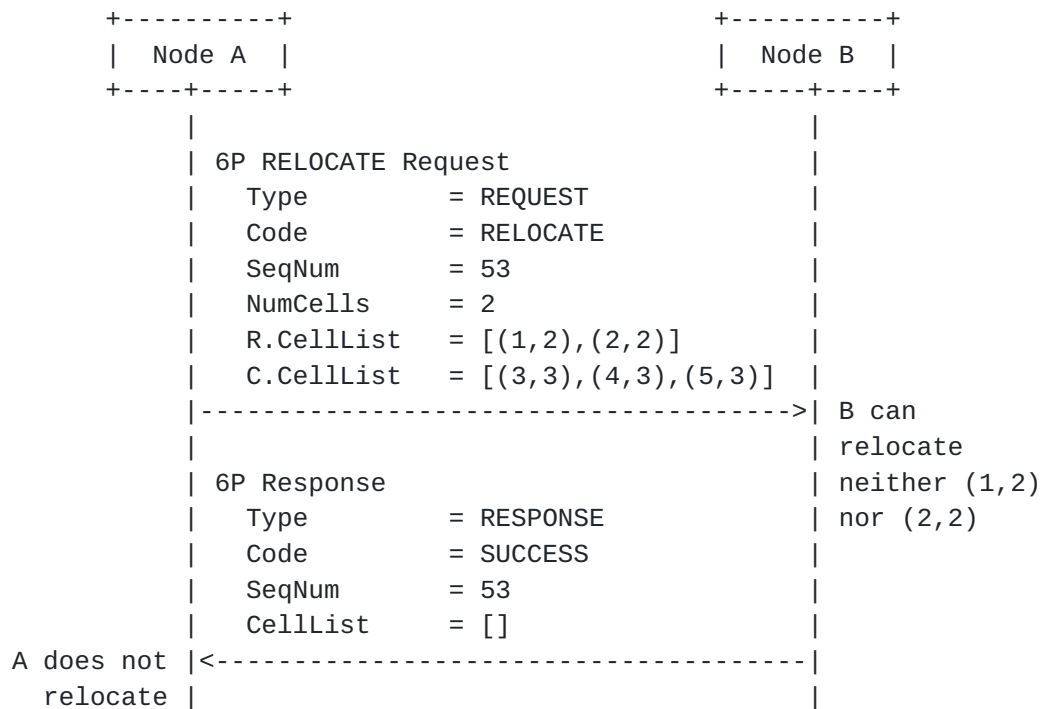 +----------+                           +----------+
      |  Node A  |                           |  Node B  |
      +----+-----+                           +-----+----+
           |                                       |
           | 6P RELOCATE Request                   |
           |   Type         = REQUEST              |
           |   Code         = RELOCATE             |
           |   SeqNum       = 53                   |
           |   NumCells     = 2                    |
           |   R.CellList   = [(1,2),(2,2)]        |
           |   C.CellList   = [(3,3),(4,3),(5,3)]  |
           |-------------------------------------->| B can
           |                                       | relocate
           | 6P Response                           | neither (1,2)
           |   Type         = RESPONSE             | nor (2,2)
           |   Code         = SUCCESS              |
           |   SeqNum       = 53                   |
           |   CellList     = []                   |
A does not |<--------------------------------------|
  relocate |                                       |